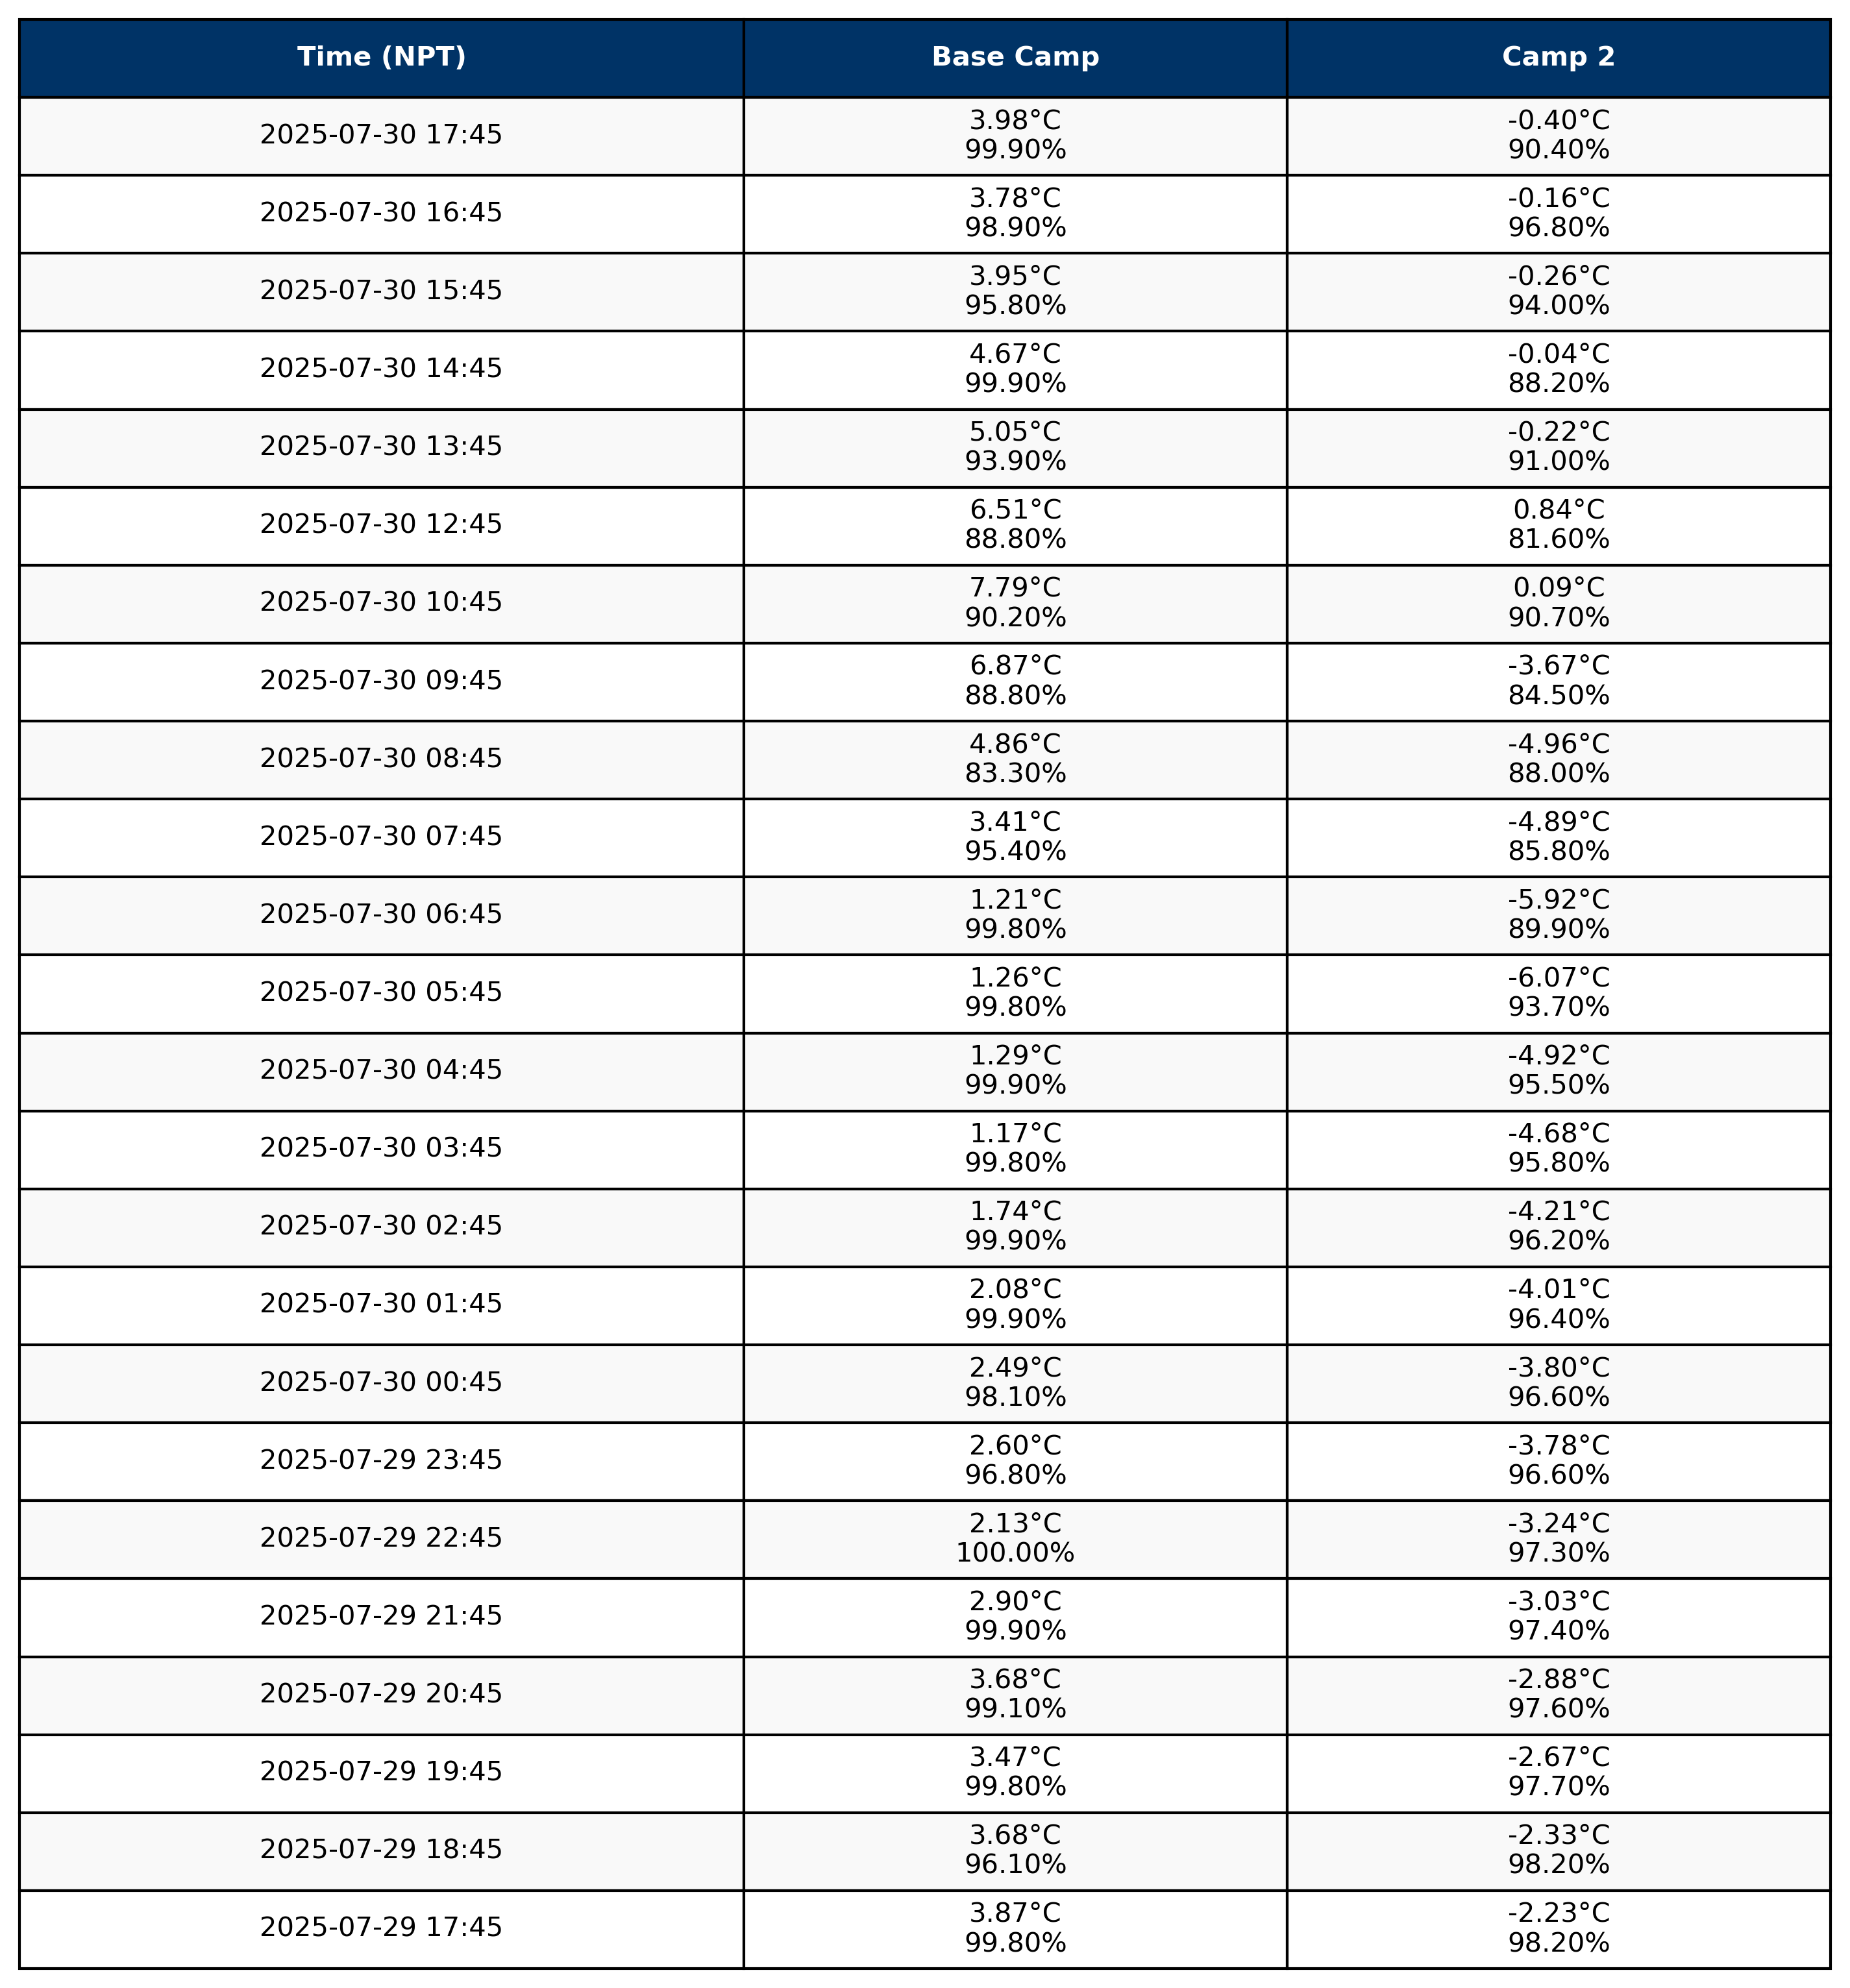 Time (NPT) Base Camp Camp 2
2025-07-30 17:45 3.98°C -0.40°C
99.90% 90.40%
2025-07-30 16:45 3.78°C -0.16°C
98.90% 96.80%
2025-07-30 15:45 3.95°C -0.26°C
95.80% 94.00%
2025-07-30 14:45 4.67°C -0.04°C
99.90% 88.20%
2025-07-30 13:45 5.05°C -0.22°C
93.90% 91.00%
2025-07-30 12:45 6.51°C 0.84°C
88.80% 81.60%
2025-07-30 10:45 7.79°C 0.09°C
90.20% 90.70%
2025-07-30 09:45 6.87°C -3.67°C
88.80% 84.50%
2025-07-30 08:45 4.86°C -4.96°C
83.30% 88.00%
2025-07-30 07:45 3.41°C -4.89°C
95.40% 85.80%
2025-07-30 06:45 1.21°C -5.92°C
99.80% 89.90%
2025-07-30 05:45 1.26°C -6.07°C
99.80% 93.70%
2025-07-30 04:45 1.29°C -4.92°C
99.90% 95.50%
2025-07-30 03:45 1.17°C -4.68°C
99.80% 95.80%
2025-07-30 02:45 1.74°C -4.21°C
99.90% 96.20%
2025-07-30 01:45 2.08°C -4.01°C
99.90% 96.40%
2025-07-30 00:45 2.49°C -3.80°C
98.10% 96.60%
2025-07-29 23:45 2.60°C -3.78°C
96.80% 96.60%
2025-07-29 22:45 2.13°C -3.24°C
100.00% 97.30%
2025-07-29 21:45 2.90°C -3.03°C
99.90% 97.40%
2025-07-29 20:45 3.68°C -2.88°C
99.10% 97.60%
2025-07-29 19:45 3.47°C -2.67°C
99.80% 97.70%
2025-07-29 18:45 3.68°C -2.33°C
96.10% 98.20%
2025-07-29 17:45 3.87°C -2.23°C
99.80% 98.20%